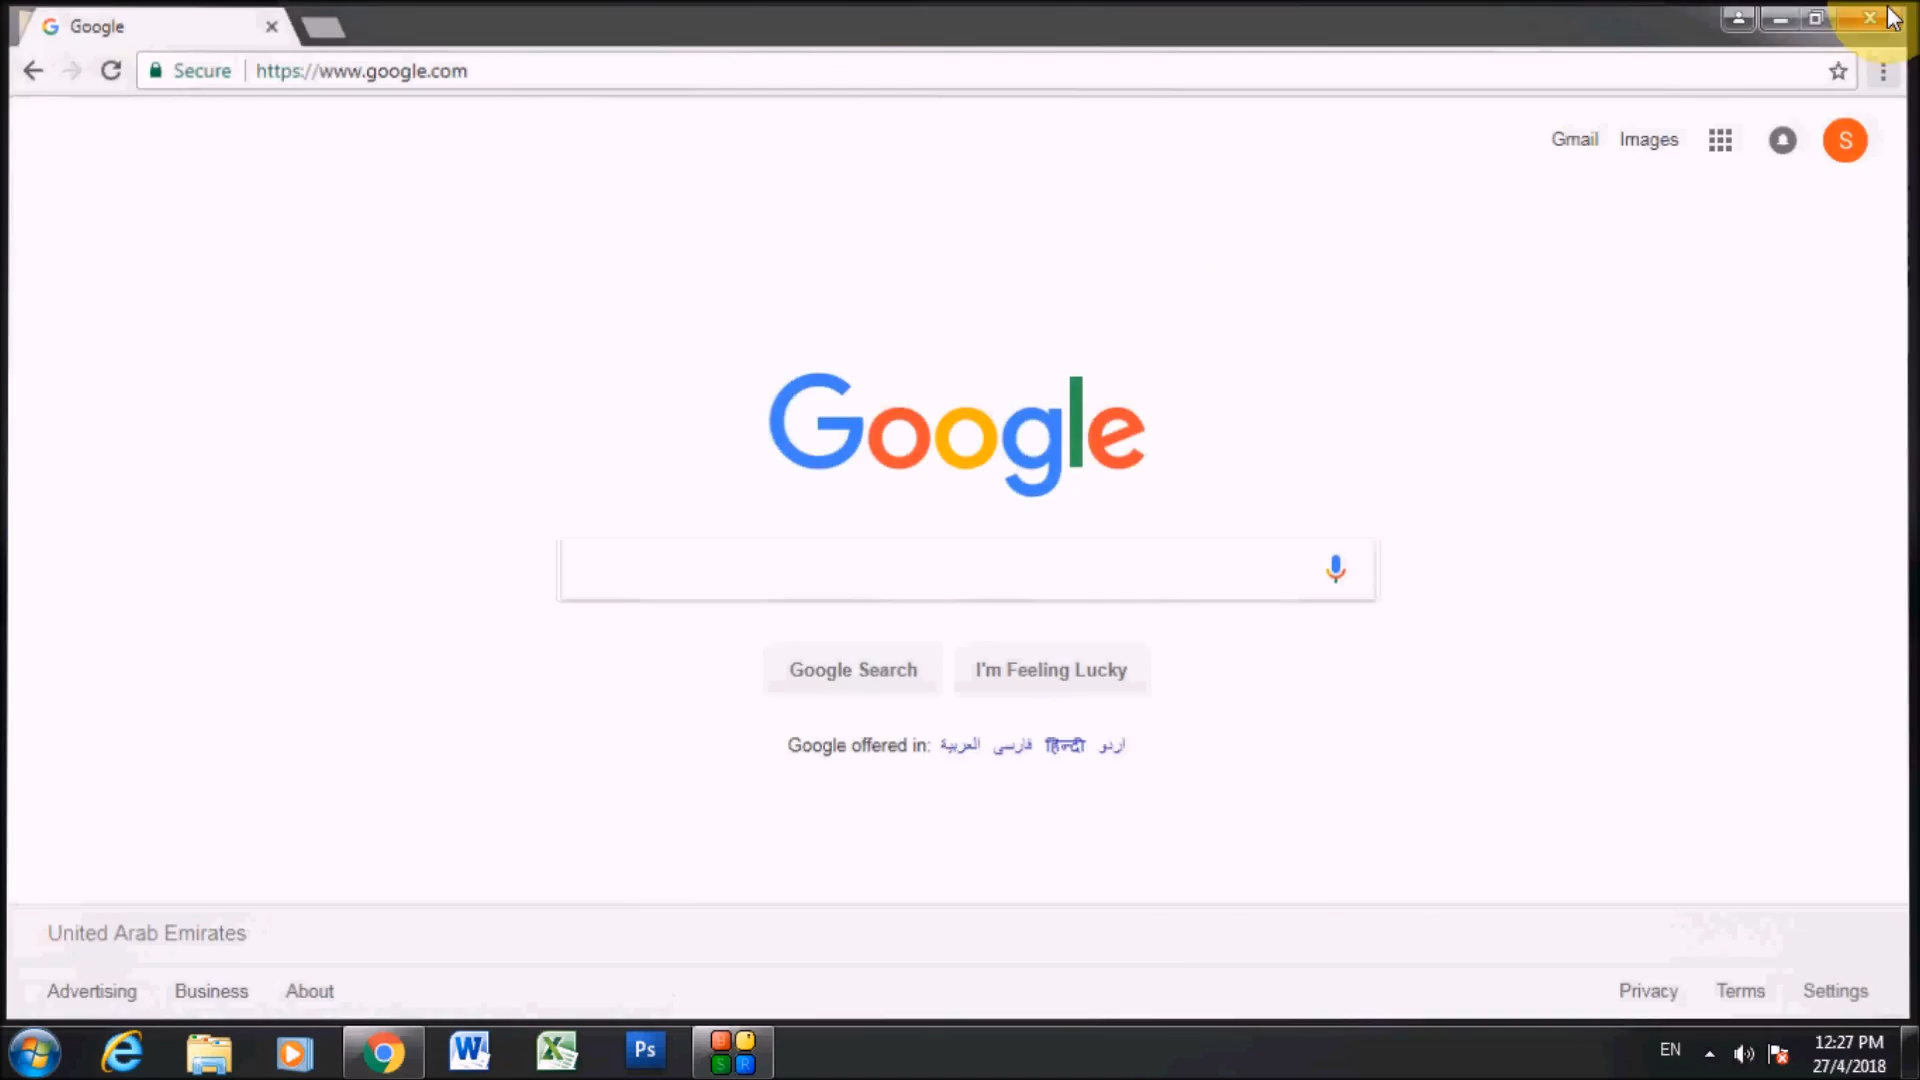 Google
Secure https://www.google.com
Gmail Images S
Google
Google Search I'm Feeling Lucky
Google offered in: العربية فارسی हिन्दी اردو
United Arab Emirates
Advertising Business About Privacy Terms Settings
Ps
B S R
EN 12:27 PM
27/4/2018